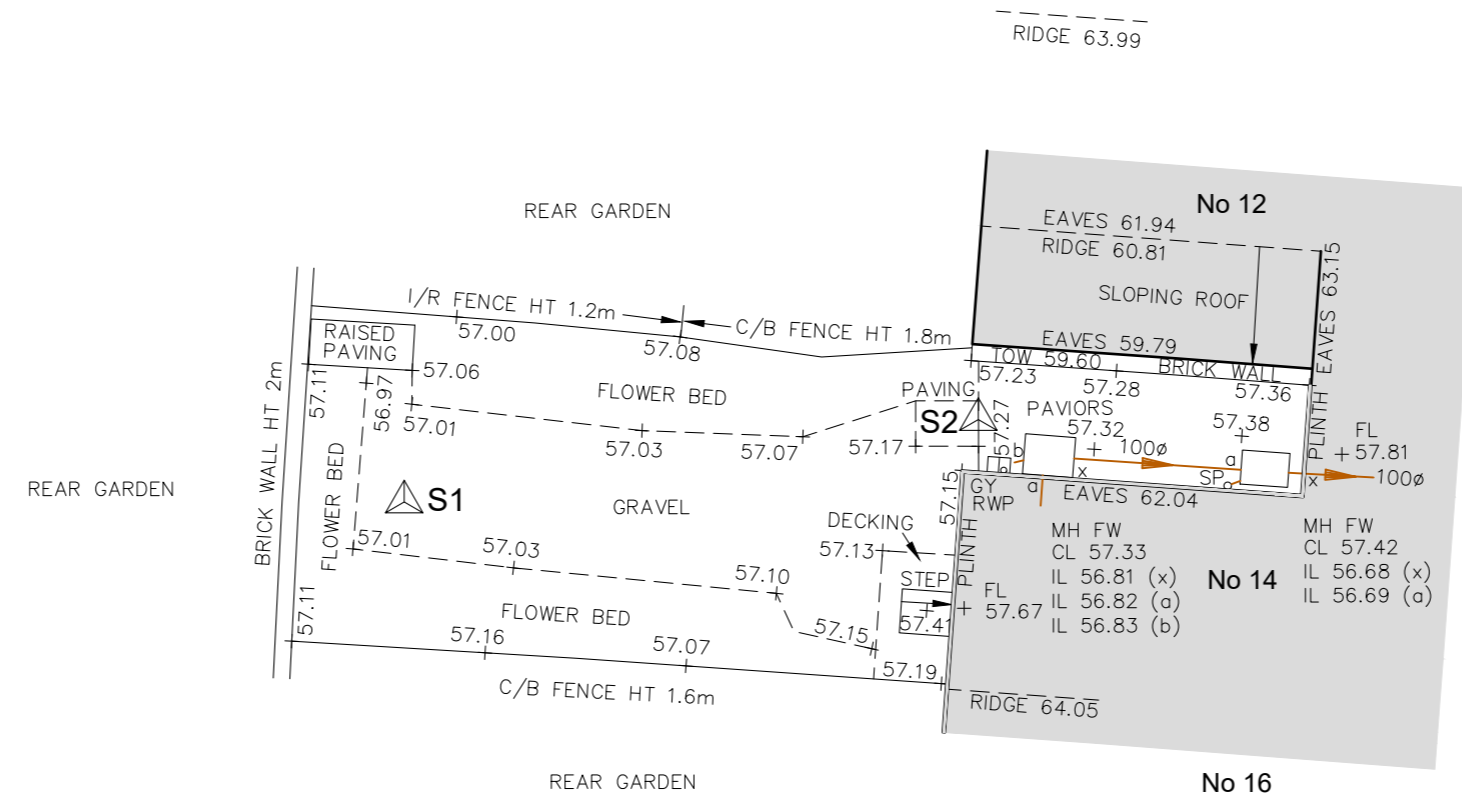 RIDGE 63.99
No 12
REAR GARDEN
EAVES 61.94
RIDGE 60.81
EAVES 63.15
SLOPING ROOF
I/R FENCE HT 1.2m
C/B FENCE HT 1.8m
57.00
57.08
RAISED
PAVING
EAVES 59.79
TOW 59.60
BRICK WALL
57.23
57.28
57.36
57.11
56.97
57.06
FLOWER BED
PAVING
57.01
57.03
57.07
57.17
S2
57.27
PAVIORS
57.32
100ø
57.38
PLINTH
FL
57.81
100ø
b
x
a
SP
x
a
BRICK WALL HT 2m
FLOWER BED
REAR GARDEN
S1
GRAVEL
57.15
GY
RWP
EAVES 62.04
DECKING
57.13
PLINTH
MH FW
CL 57.33
IL 56.81 (x)
IL 56.82 (a)
IL 56.83 (b)
No 14
MH FW
CL 57.42
IL 56.68 (x)
IL 56.69 (a)
57.01
57.03
57.10
STEP
57.41
FL
57.67
57.11
FLOWER BED
57.16
57.07
57.15
57.19
C/B FENCE HT 1.6m
RIDGE 64.05
REAR GARDEN
No 16